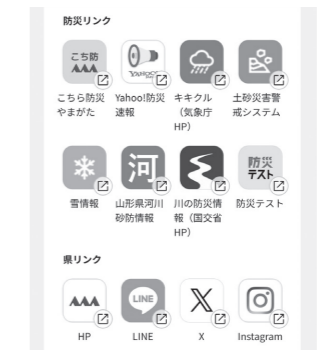 防災リンク
こち防
YAHOO!
河
防災
テスト
こちら防災 Yahoo!防災 キキクル 土砂災害警
やまがた 速報 （気象庁 戒システム
HP）
雪情報 山形県河川 川の防災情 防災テスト
砂防情報 報（国交省
HP）
県リンク
LINE
HP LINE X Instagram